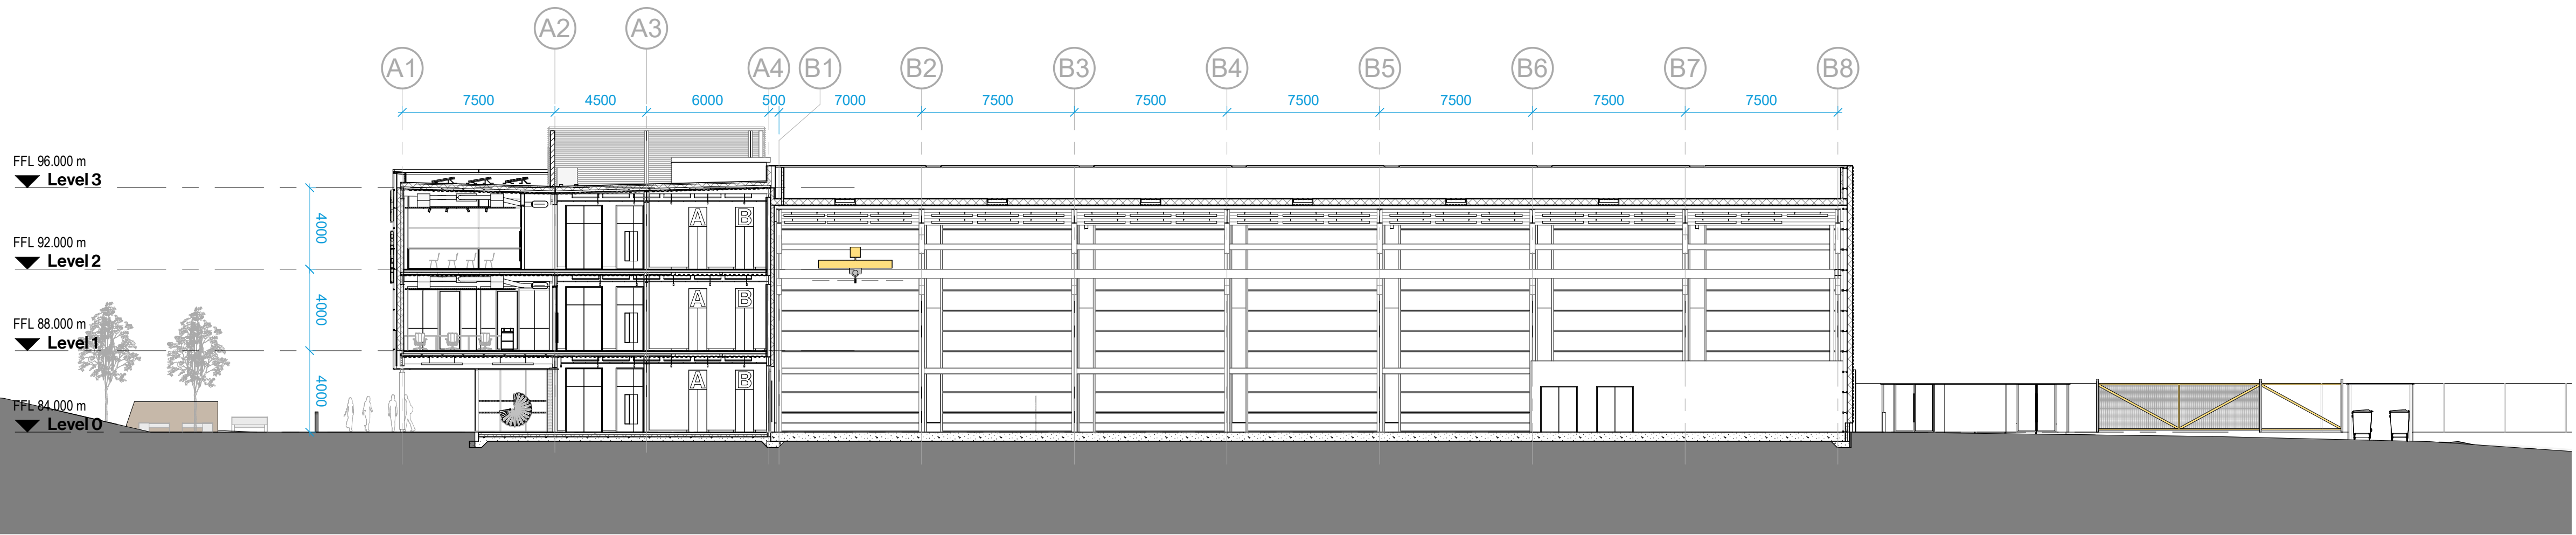 A2 A3
A1 A4 B1 B2 B3 B4 B5 B6 B7 B8
7500 4500 6000 500 7000 7500 7500 7500 7500 7500 7500
FFL 96.000 m
Level 3
4000
A B
FFL 92.000 m
Level 2
4000
A B
FFL 88.000 m
Level 1
4000
A B
FFL 84.000 m
Level 0